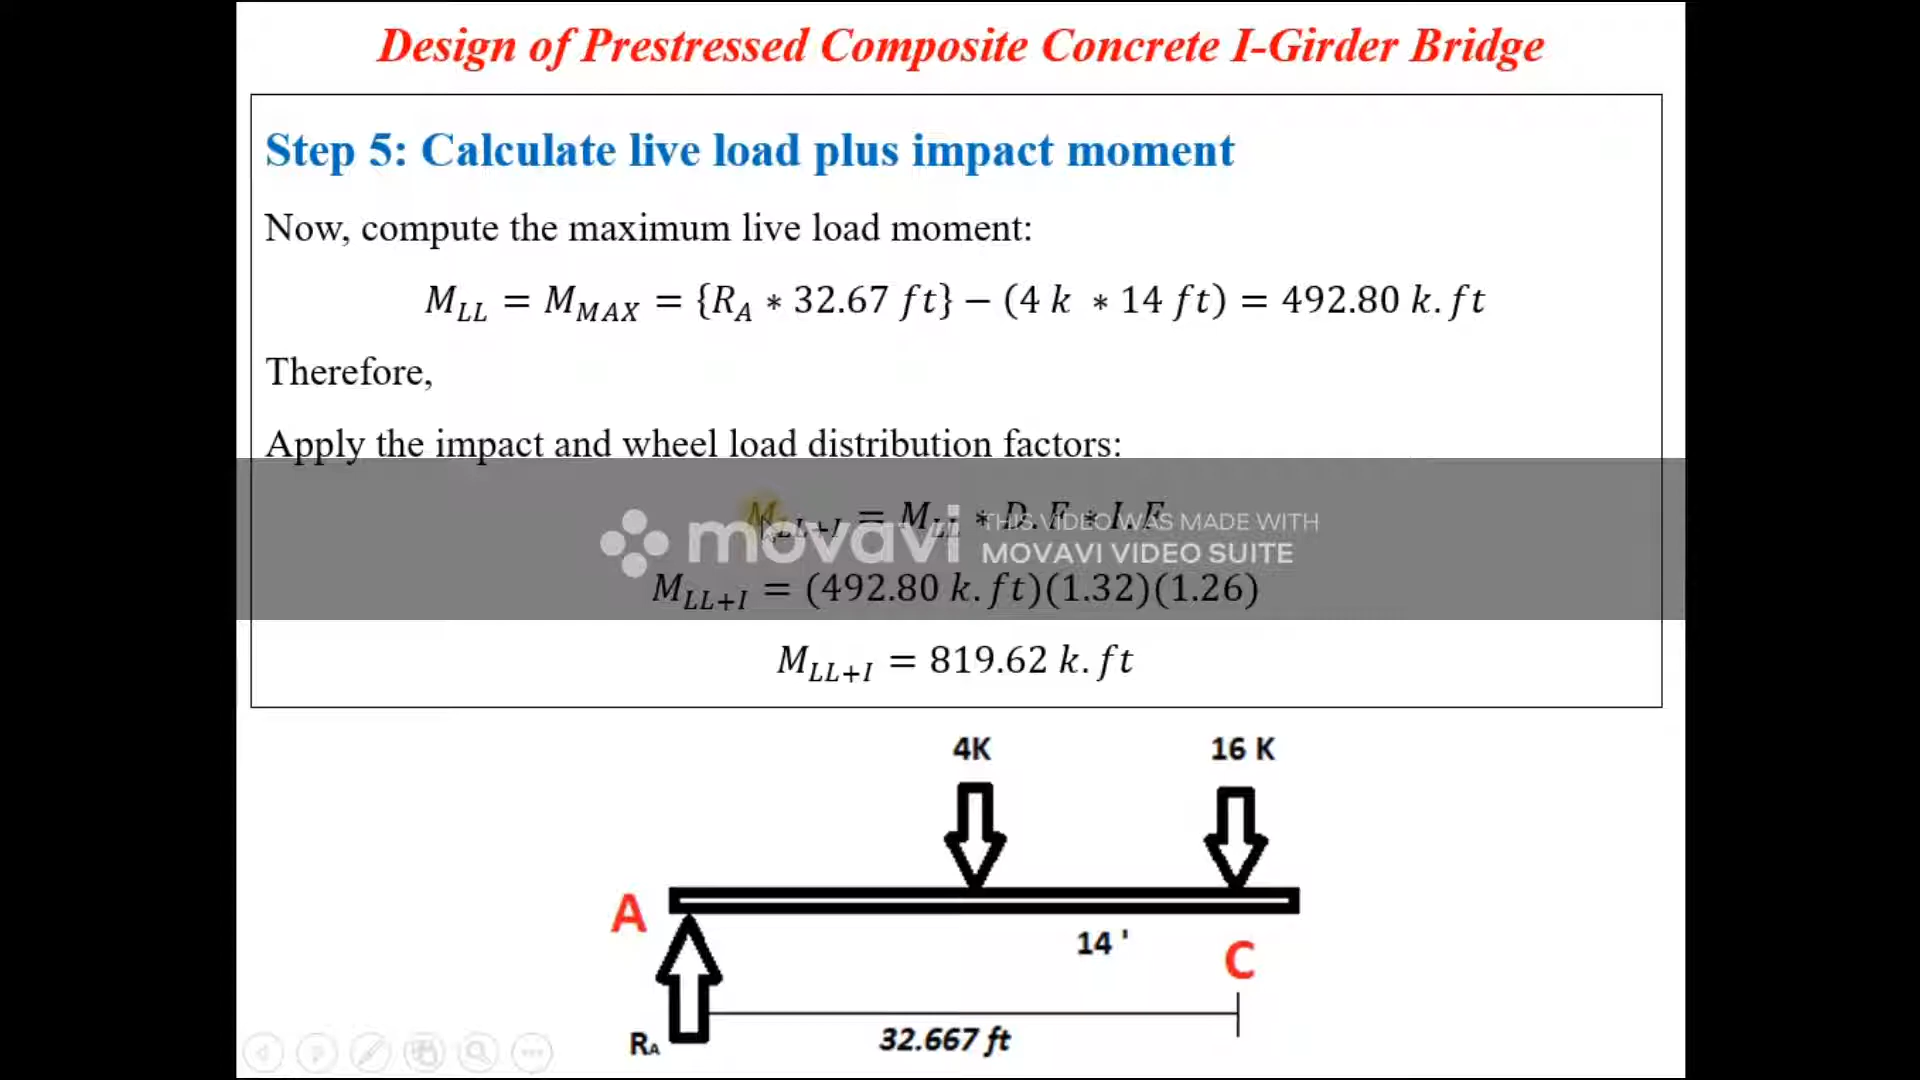 Design of Prestressed Composite Concrete I-Girder Bridge
Step 5: Calculate live load plus impact moment
Now, compute the maximum live load moment:
M_LL = M_MAX = {R_A * 32.67 ft} − (4 k * 14 ft) = 492.80 k.ft
Therefore,
Apply the impact and wheel load distribution factors:
M_LL+I = M_LL * D.F * I.F
movavi
THIS VIDEO WAS MADE WITH
MOVAVI VIDEO SUITE
M_LL+I = (492.80 k.ft)(1.32)(1.26)
M_LL+I = 819.62 k.ft
4K 16 K
A
14 '
C
32.667 ft
RA